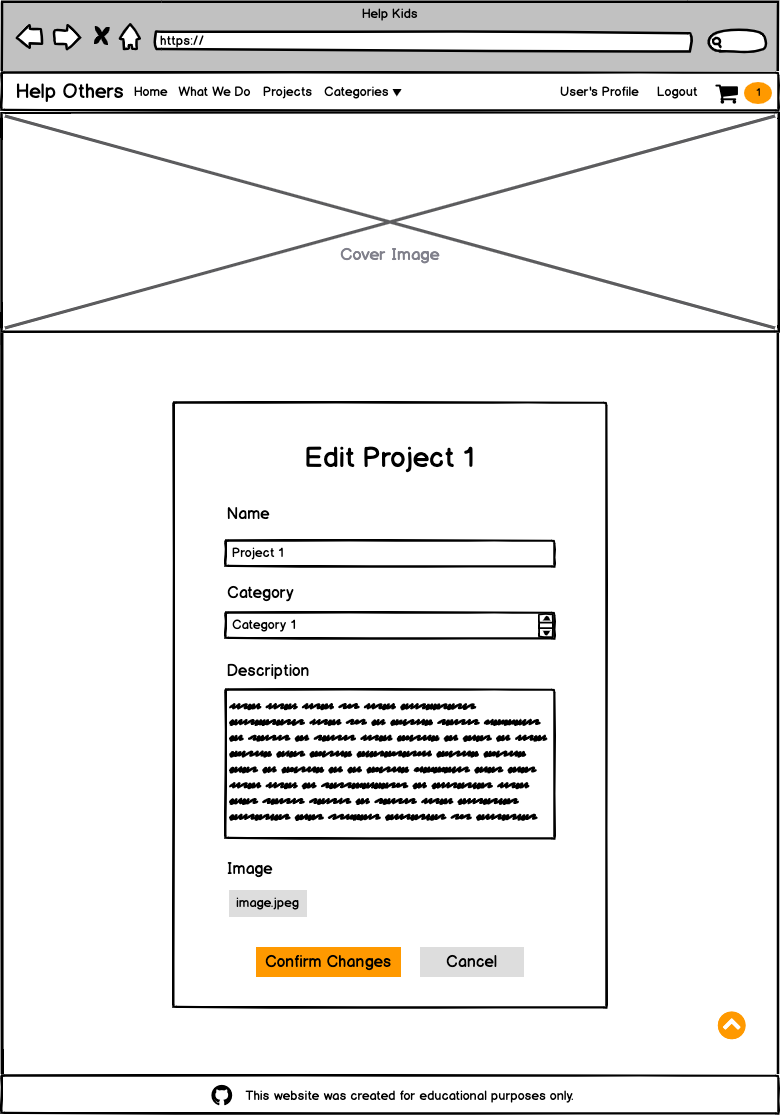 Help Kids
https://
Help Others Home What We Do Projects Categories ▼ User's Profile Logout 1
Cover Image
Edit Project 1
Name
Project 1
Category
Category 1
Description
Image
image.jpeg
Confirm Changes Cancel
This website was created for educational purposes only.